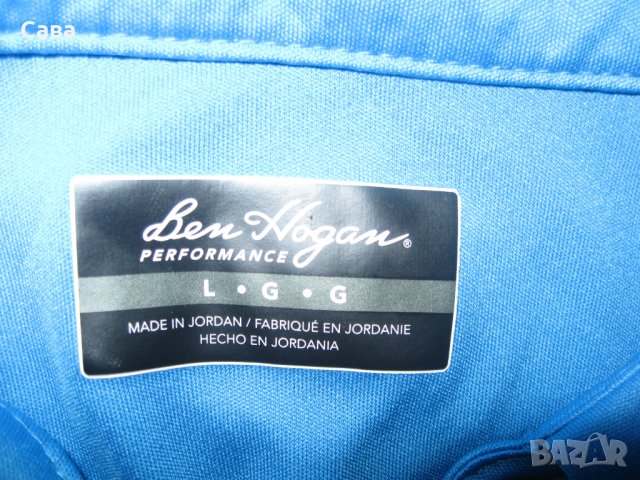 Сава
Ben Hogan®
PERFORMANCE
L • G • G
MADE IN JORDAN / FABRIQUÉ EN JORDANIE
HECHO EN JORDANIA
BAZAR